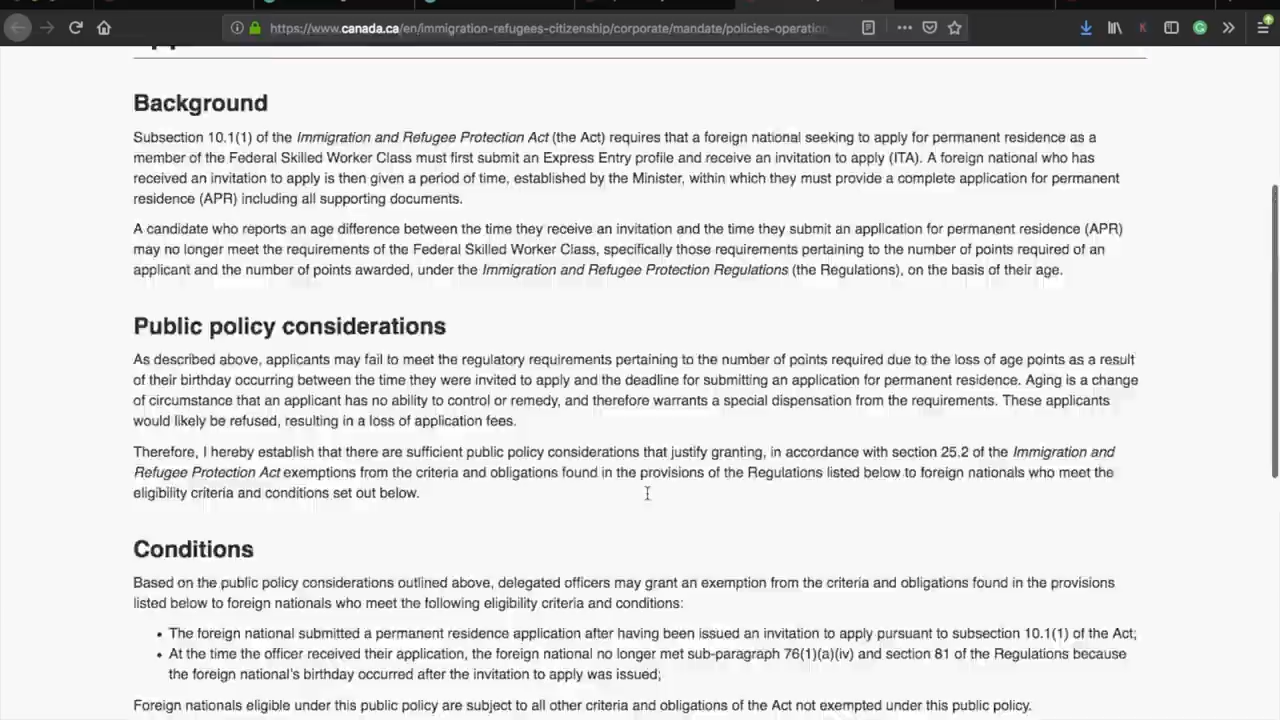 https://www.canada.ca/en/immigration-refugees-citizenship/corporate/mandate/policies-operation
Background
Subsection 10.1(1) of the Immigration and Refugee Protection Act (the Act) requires that a foreign national seeking to apply for permanent residence as a
member of the Federal Skilled Worker Class must first submit an Express Entry profile and receive an invitation to apply (ITA). A foreign national who has
received an invitation to apply is then given a period of time, established by the Minister, within which they must provide a complete application for permanent
residence (APR) including all supporting documents.
A candidate who reports an age difference between the time they receive an invitation and the time they submit an application for permanent residence (APR)
may no longer meet the requirements of the Federal Skilled Worker Class, specifically those requirements pertaining to the number of points required of an
applicant and the number of points awarded, under the Immigration and Refugee Protection Regulations (the Regulations), on the basis of their age.
Public policy considerations
As described above, applicants may fail to meet the regulatory requirements pertaining to the number of points required due to the loss of age points as a result
of their birthday occurring between the time they were invited to apply and the deadline for submitting an application for permanent residence. Aging is a change
of circumstance that an applicant has no ability to control or remedy, and therefore warrants a special dispensation from the requirements. These applicants
would likely be refused, resulting in a loss of application fees.
Therefore, I hereby establish that there are sufficient public policy considerations that justify granting, in accordance with section 25.2 of the Immigration and
Refugee Protection Act exemptions from the criteria and obligations found in the provisions of the Regulations listed below to foreign nationals who meet the
eligibility criteria and conditions set out below.
Conditions
Based on the public policy considerations outlined above, delegated officers may grant an exemption from the criteria and obligations found in the provisions
listed below to foreign nationals who meet the following eligibility criteria and conditions:
• The foreign national submitted a permanent residence application after having been issued an invitation to apply pursuant to subsection 10.1(1) of the Act;
• At the time the officer received their application, the foreign national no longer met sub-paragraph 76(1)(a)(iv) and section 81 of the Regulations because
the foreign national's birthday occurred after the invitation to apply was issued;
Foreign nationals eligible under this public policy are subject to all other criteria and obligations of the Act not exempted under this public policy.